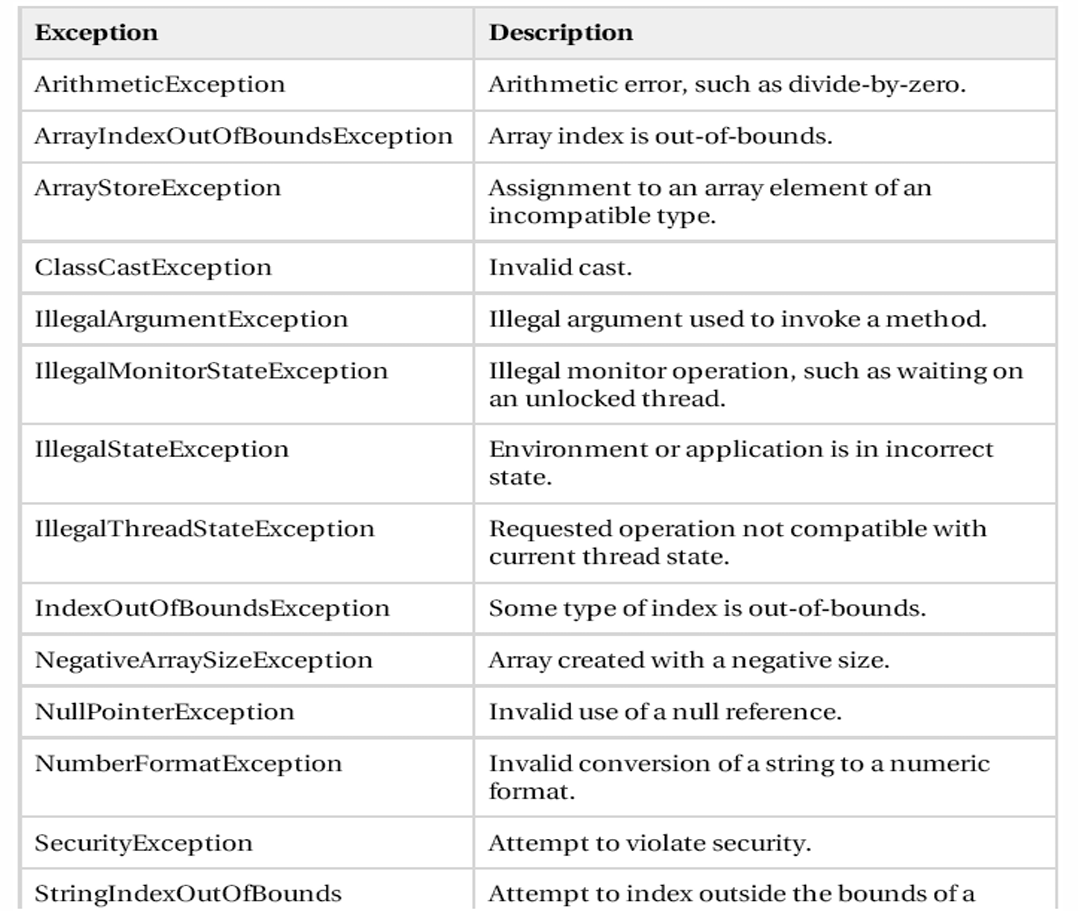 Exception Description
ArithmeticException Arithmetic error, such as divide-by-zero.
ArrayIndexOutOfBoundsException Array index is out-of-bounds.
ArrayStoreException Assignment to an array element of an
incompatible type.
ClassCastException Invalid cast.
IllegalArgumentException Illegal argument used to invoke a method.
IllegalMonitorStateException Illegal monitor operation, such as waiting on
an unlocked thread.
IllegalStateException Environment or application is in incorrect
state.
IllegalThreadStateException Requested operation not compatible with
current thread state.
IndexOutOfBoundsException Some type of index is out-of-bounds.
NegativeArraySizeException Array created with a negative size.
NullPointerException Invalid use of a null reference.
NumberFormatException Invalid conversion of a string to a numeric
format.
SecurityException Attempt to violate security.
StringIndexOutOfBounds Attempt to index outside the bounds of a